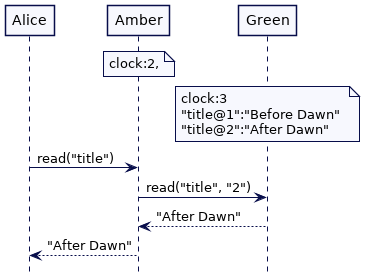 Alice
Amber
Green
clock:2,
clock:3
"title@1":"Before Dawn"
"title@2":"After Dawn"
read("title")
read("title", "2")
"After Dawn"
"After Dawn"